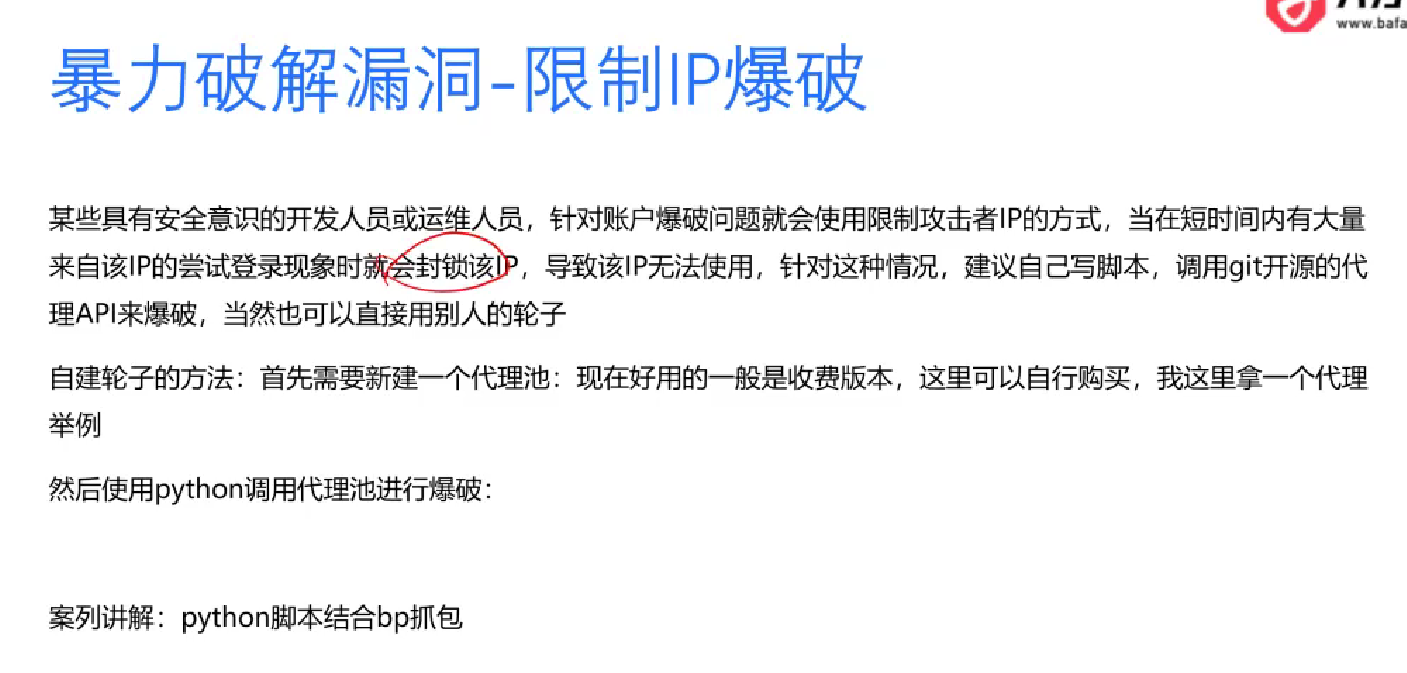 www.bafa
暴力破解漏洞-限制IP爆破
某些具有安全意识的开发人员或运维人员，针对账户爆破问题就会使用限制攻击者IP的方式，当在短时间内有大量
来自该IP的尝试登录现象时就会封锁该IP，导致该IP无法使用，针对这种情况，建议自己写脚本，调用git开源的代
理API来爆破，当然也可以直接用别人的轮子
自建轮子的方法：首先需要新建一个代理池：现在好用的一般是收费版本，这里可以自行购买，我这里拿一个代理
举例
然后使用python调用代理池进行爆破：
案列讲解：python脚本结合bp抓包